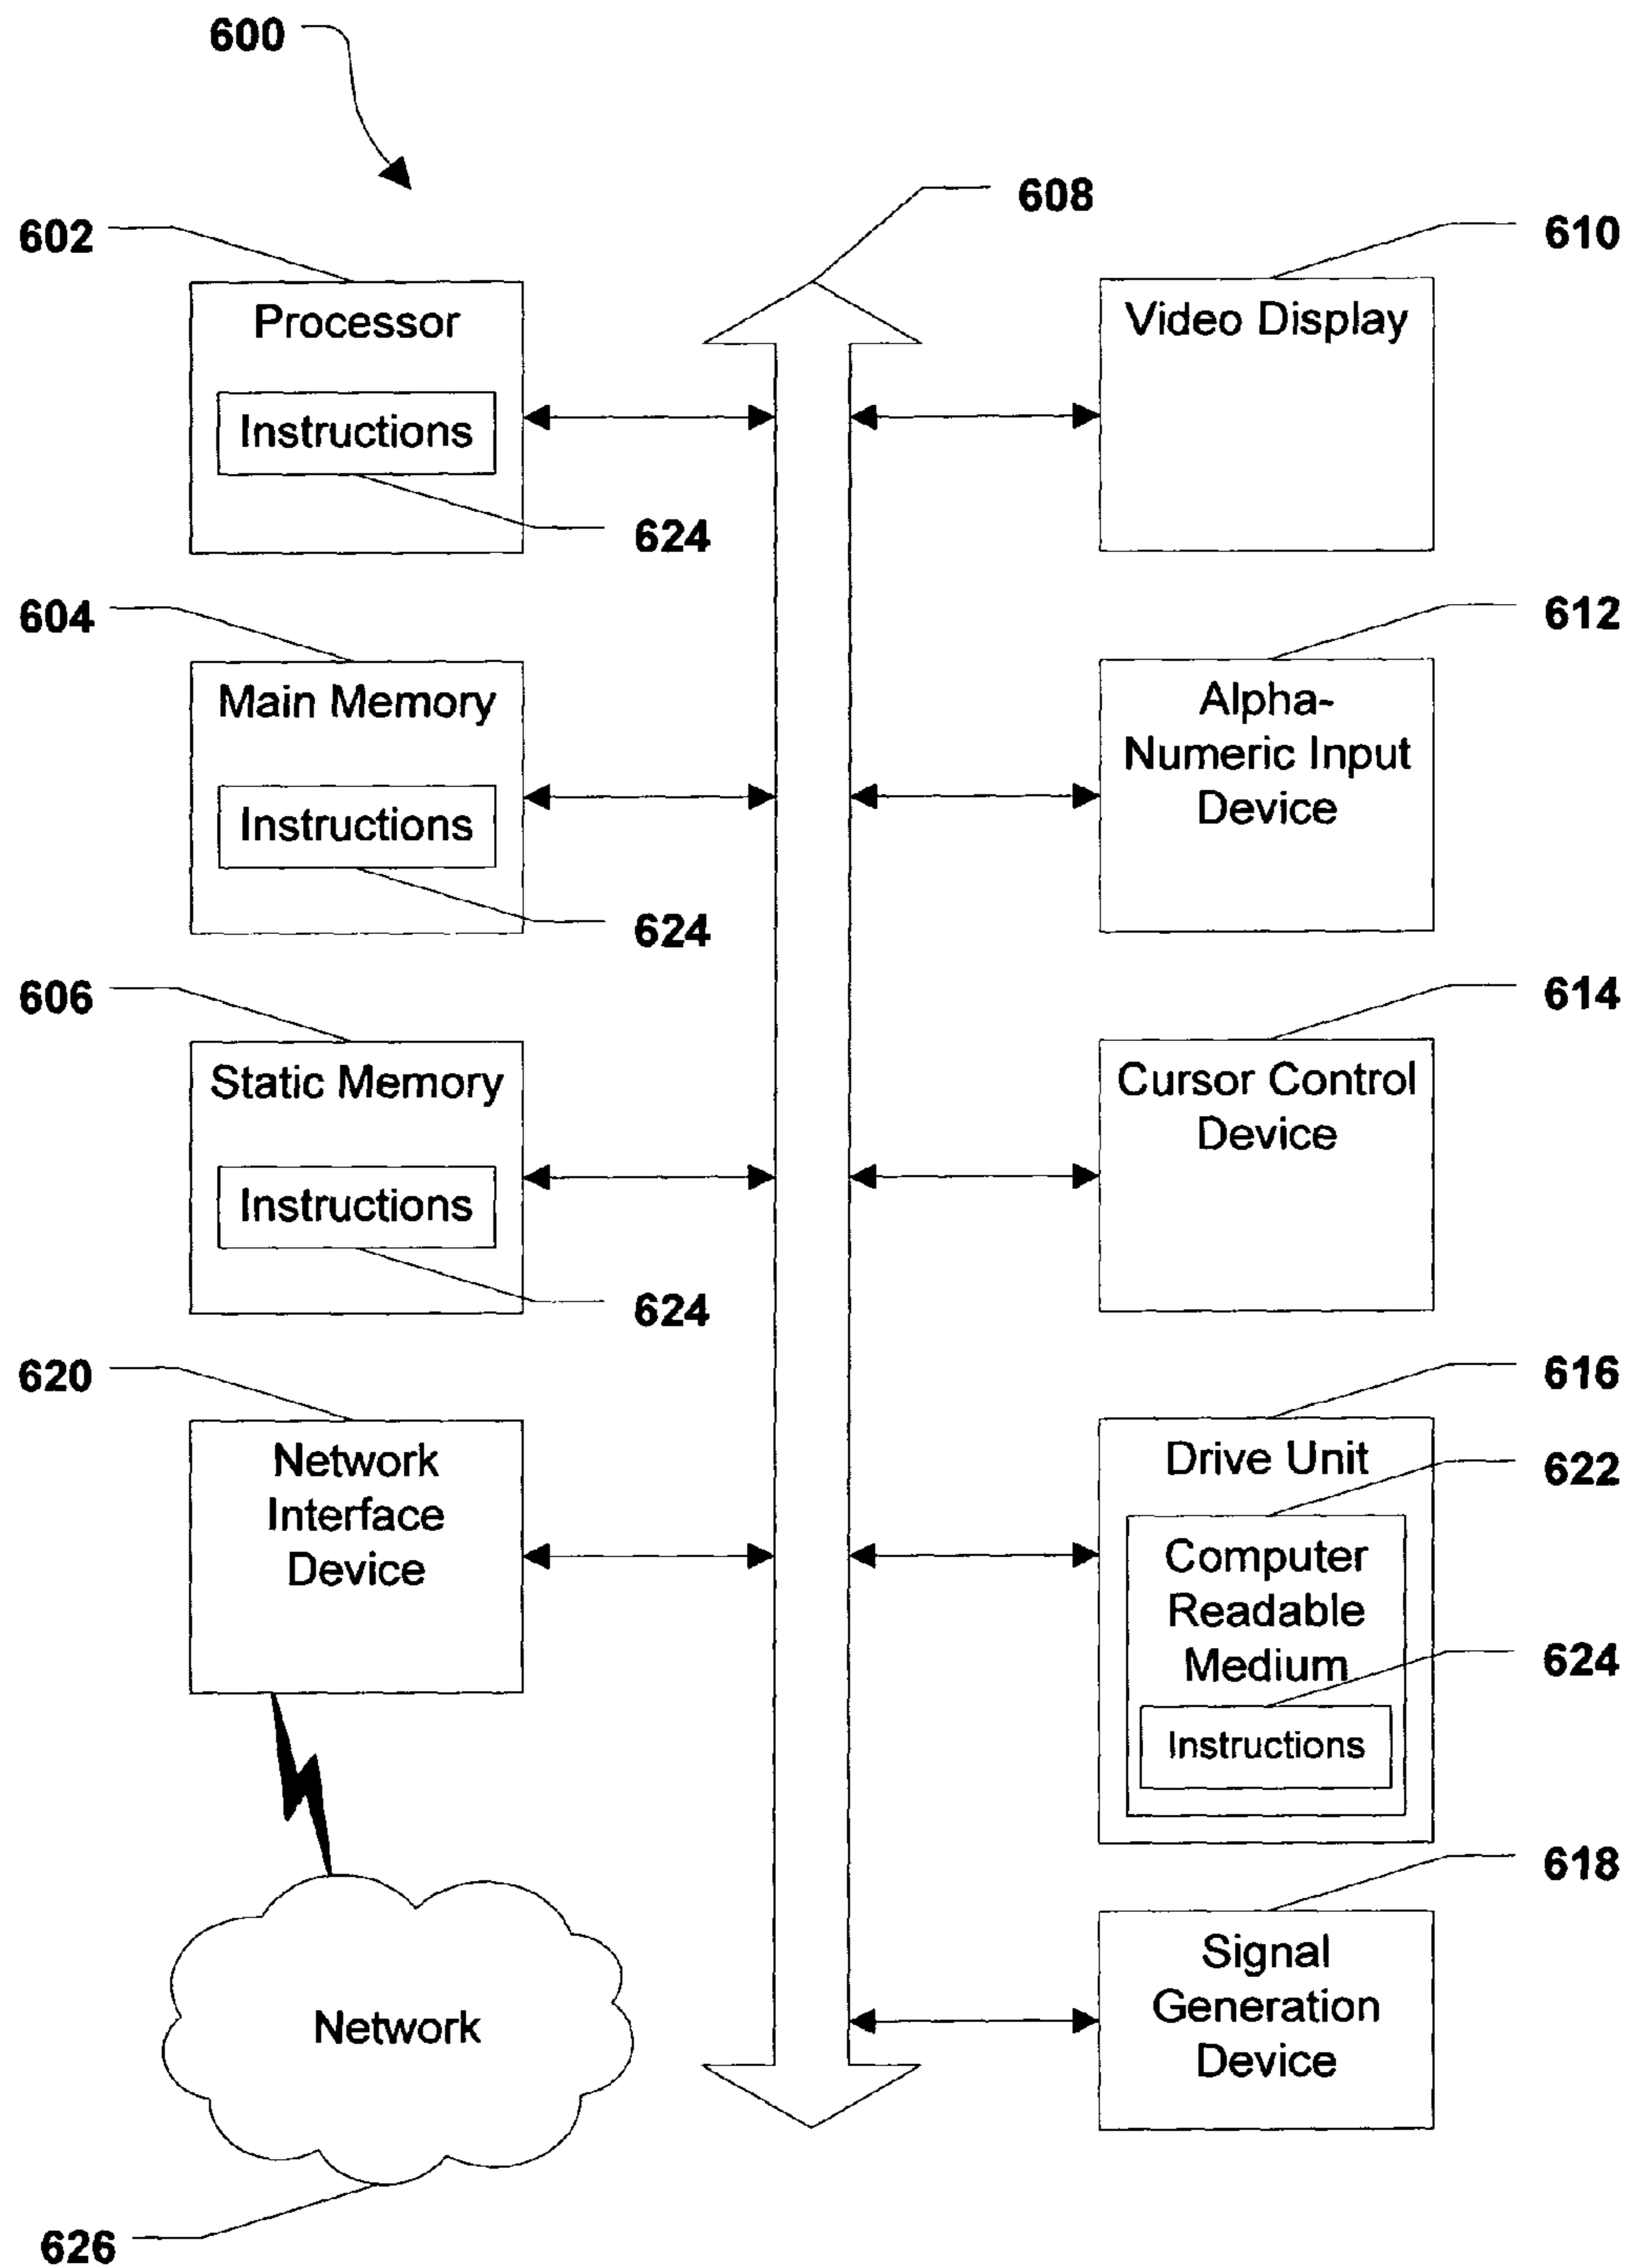 600
608
602
Processor
Instructions
624
610
Video Display
604
Main Memory
Instructions
624
612
Alpha-
Numeric Input
Device
606
Static Memory
Instructions
624
614
Cursor Control
Device
620
Network
Interface
Device
616
Drive Unit
622
Computer
Readable
Medium
624
Instructions
618
Signal
Generation
Device
Network
626